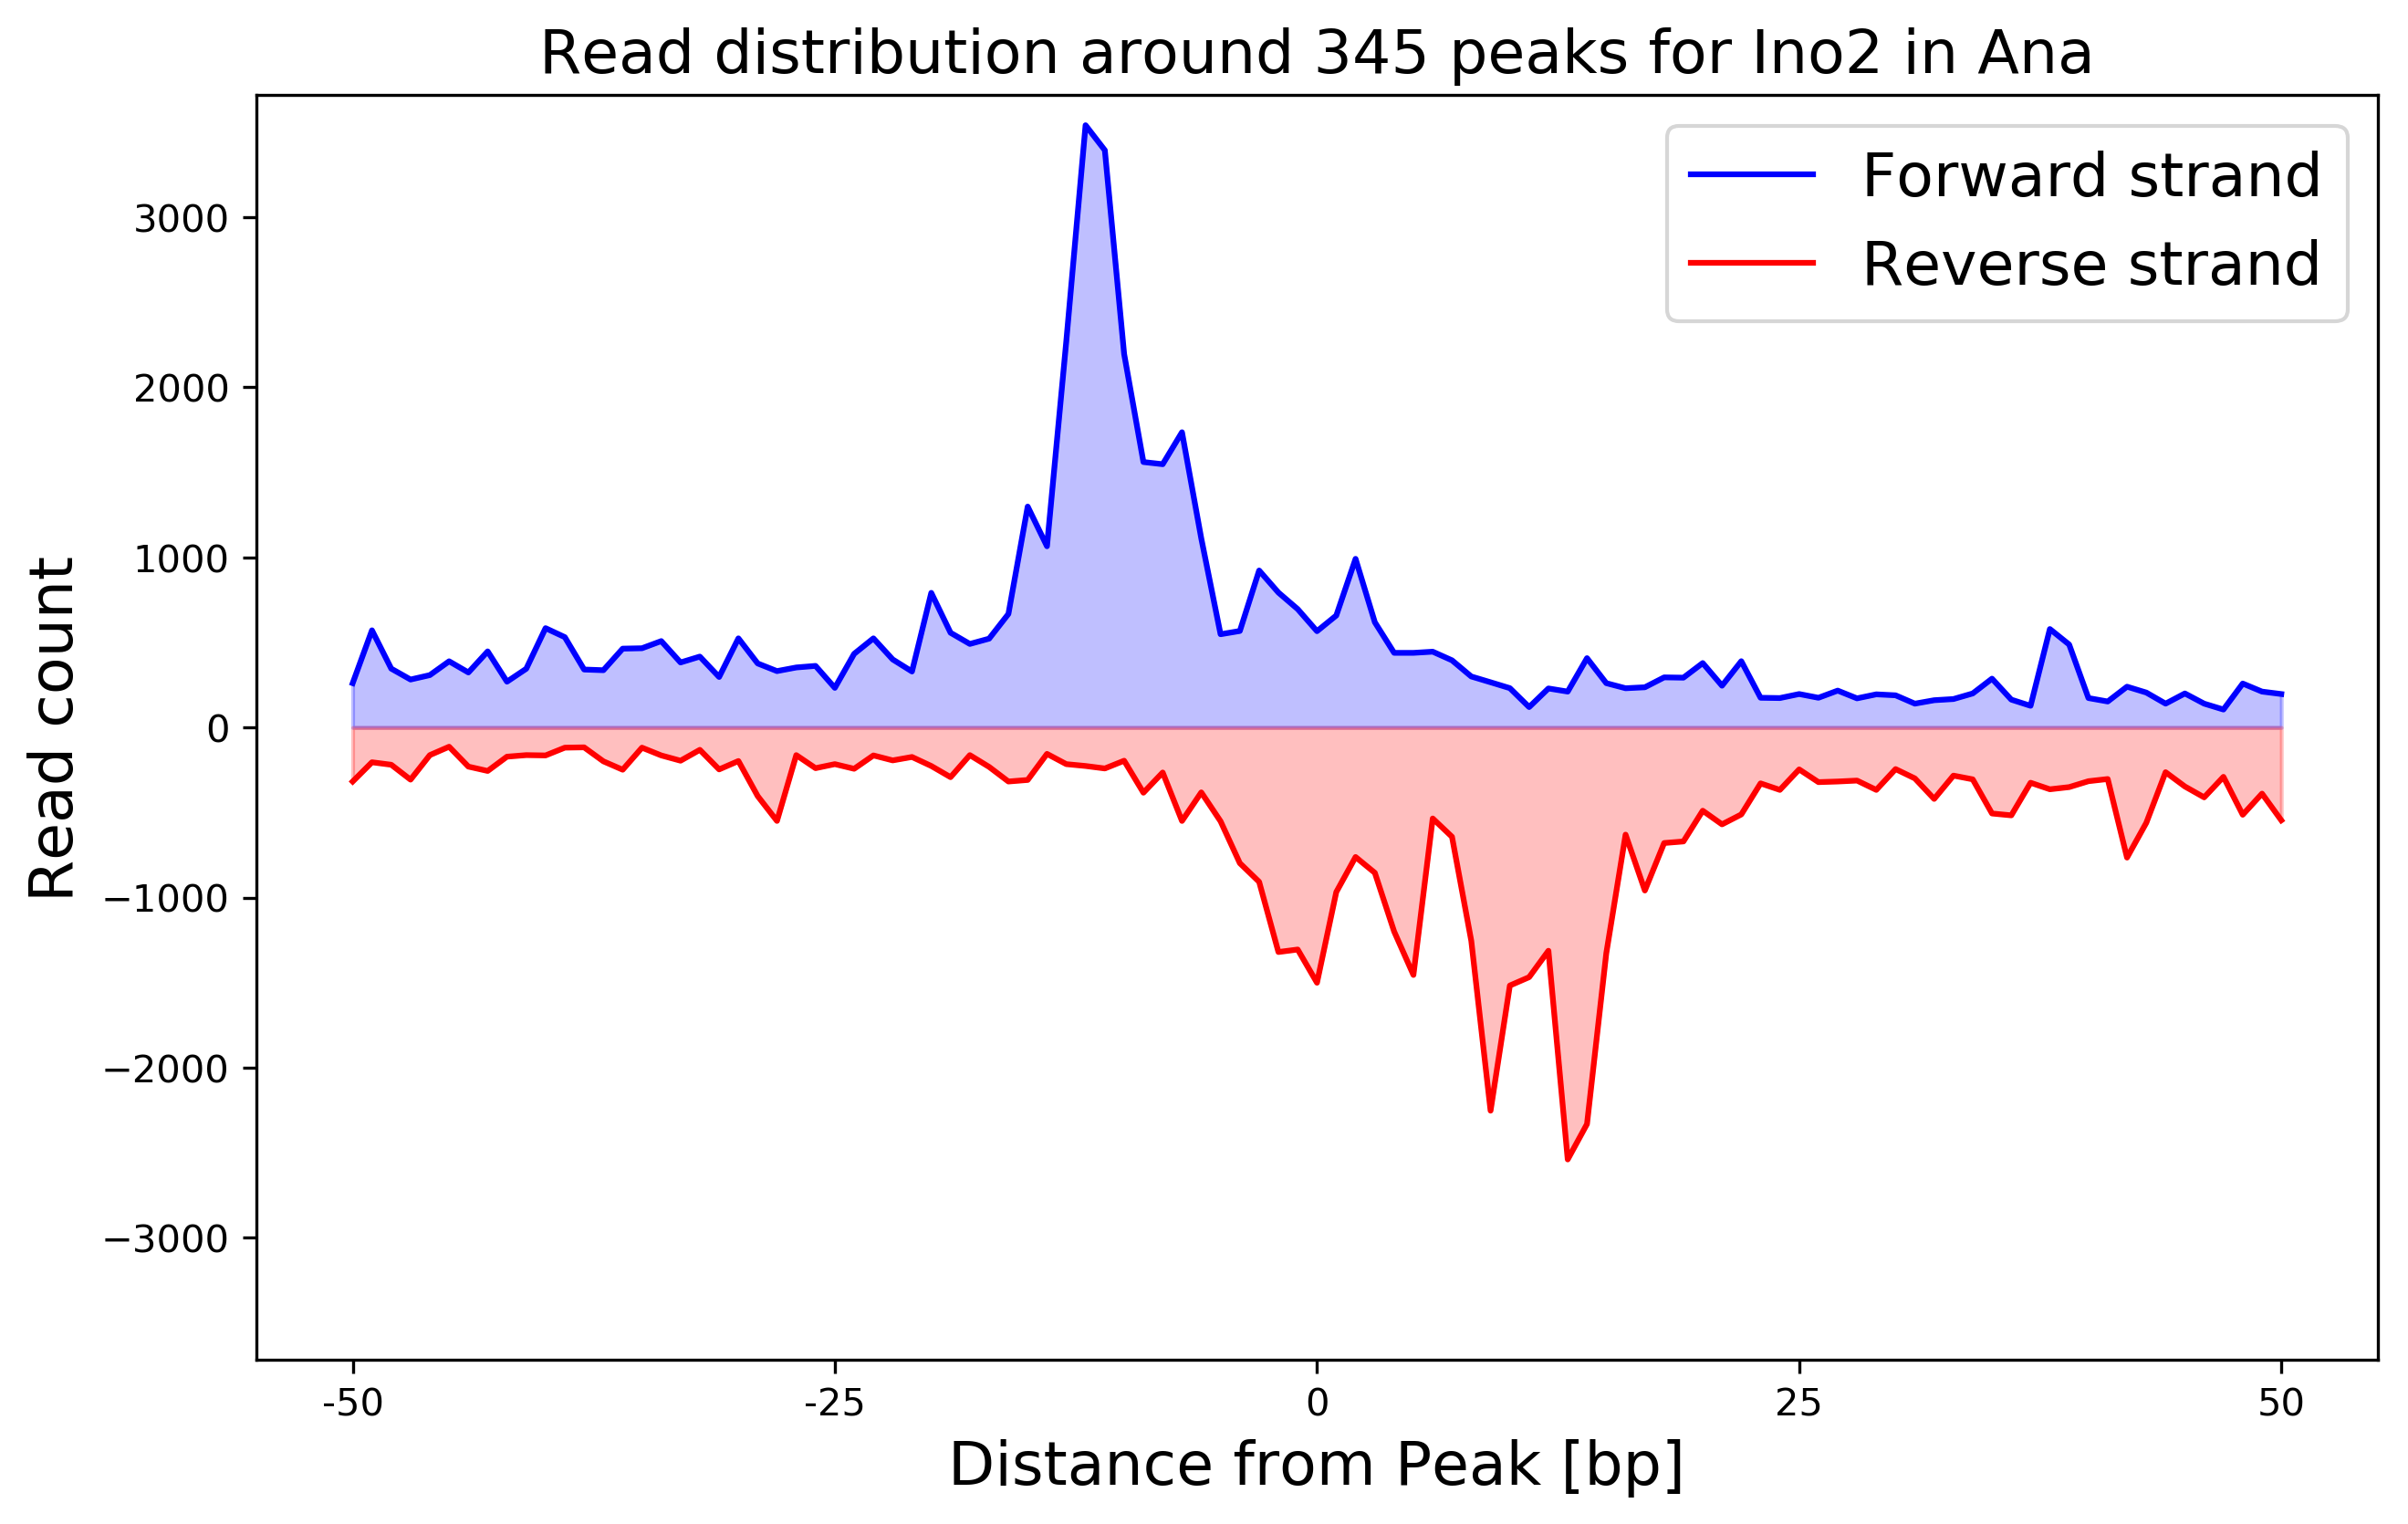 Read distribution around 345 peaks for Ino2 in Ana
Forward strand
Reverse strand
Read count
3000
2000
1000
0
−1000
−2000
−3000
-50
-25
0
25
50
Distance from Peak [bp]